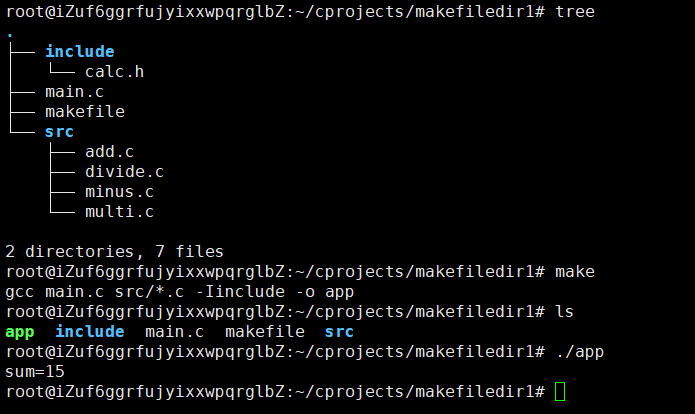 root@iZuf6ggrfujyixxwpqrglbZ:~/cprojects/makefiledir1# tree
.
├── include
│   └── calc.h
├── main.c
├── makefile
└── src
    ├── add.c
    ├── divide.c
    ├── minus.c
    └── multi.c
2 directories, 7 files
root@iZuf6ggrfujyixxwpqrglbZ:~/cprojects/makefiledir1# make
gcc main.c src/*.c -Iinclude -o app
root@iZuf6ggrfujyixxwpqrglbZ:~/cprojects/makefiledir1# ls
app  include  main.c  makefile  src
root@iZuf6ggrfujyixxwpqrglbZ:~/cprojects/makefiledir1# ./app
sum=15
root@iZuf6ggrfujyixxwpqrglbZ:~/cprojects/makefiledir1#